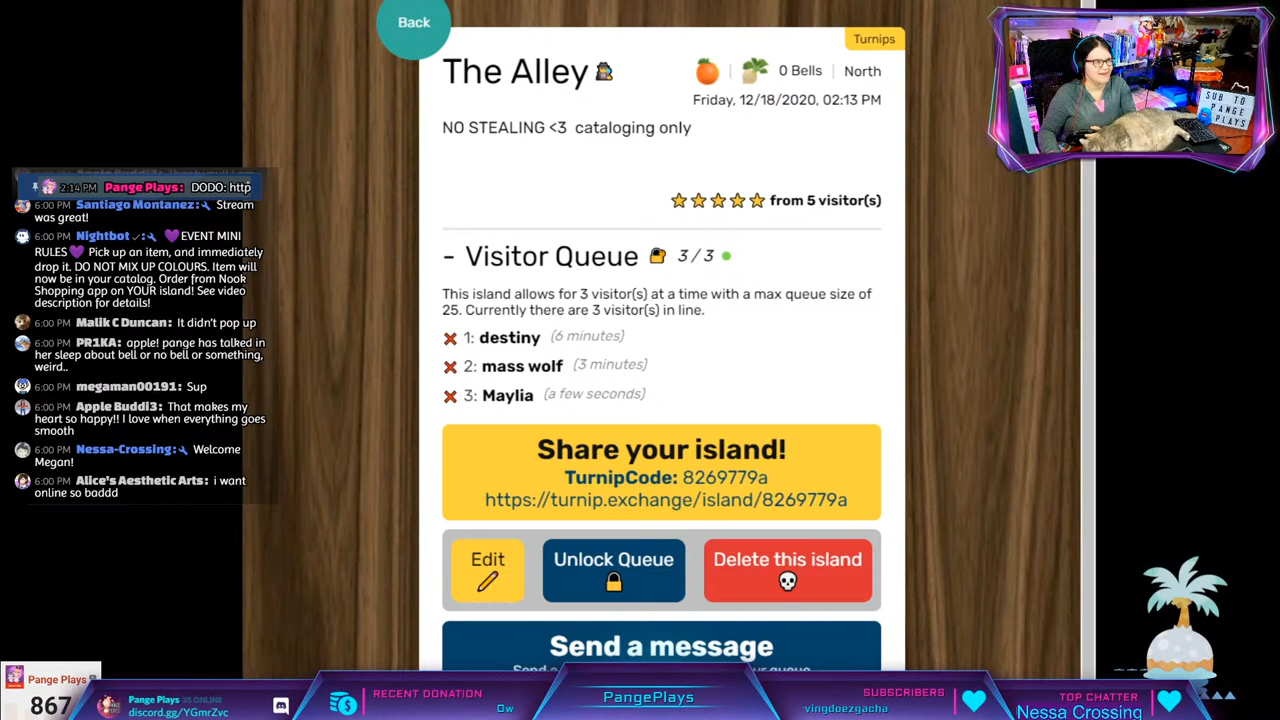 Back
Turnips
The Alley
0 Bells
North
Friday, 12/18/2020, 02:13 PM
NO STEALING <3 cataloging only
from 5 visitor(s)
- Visitor Queue 3 / 3
This island allows for 3 visitor(s) at a time with a max queue size of
25. Currently there are 3 visitor(s) in line.
1: destiny (6 minutes)
2: mass wolf (3 minutes)
3: Maylia (a few seconds)
Share your island!
TurnipCode: 8269779a
https://turnip.exchange/island/8269779a
Edit
Unlock Queue
Delete this island
Send a message
2:14 PM Pange Plays: DODO: http
6:00 PM Santiago Montanez: Stream
was great!
6:00 PM Nightbot: EVENT MINI
RULES Pick up an item, and immediately
drop it. DO NOT MIX UP COLOURS. Item will
now be in your catalog. Order from Nook
Shopping app on YOUR island! See video
description for details!
6:00 PM Malik C Duncan: It didn't pop up
6:00 PM PR1KA: apple! pange has talked in
her sleep about bell or no bell or something,
weird..
6:00 PM megaman00191: Sup
6:00 PM Apple Buddi3: That makes my
heart so happy!! I love when everything goes
smooth
6:00 PM Nessa-Crossing: Welcome
Megan!
6:00 PM Alice's Aesthetic Arts: i want
online so badd
SUB TO
PANGE
PLAYS
Pange Plays
867
Pange Plays 35 ONLINE
discord.gg/YGmrZvc
RECENT DONATION
Ow
PangePlays
SUBSCRIBERS
vingdoezgacha
TOP CHATTER
Nessa Crossing